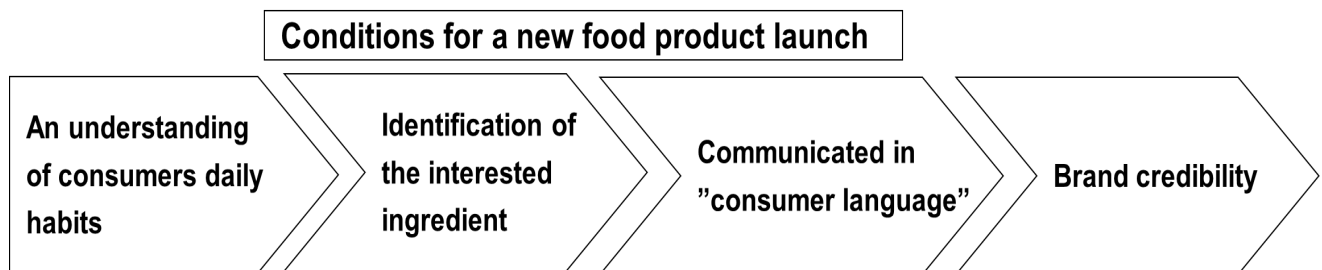 Conditions for a new food product launch
An understanding
of consumers daily
habits
Identification of
the interested
ingredient
Communicated in
”consumer language”
Brand credibility